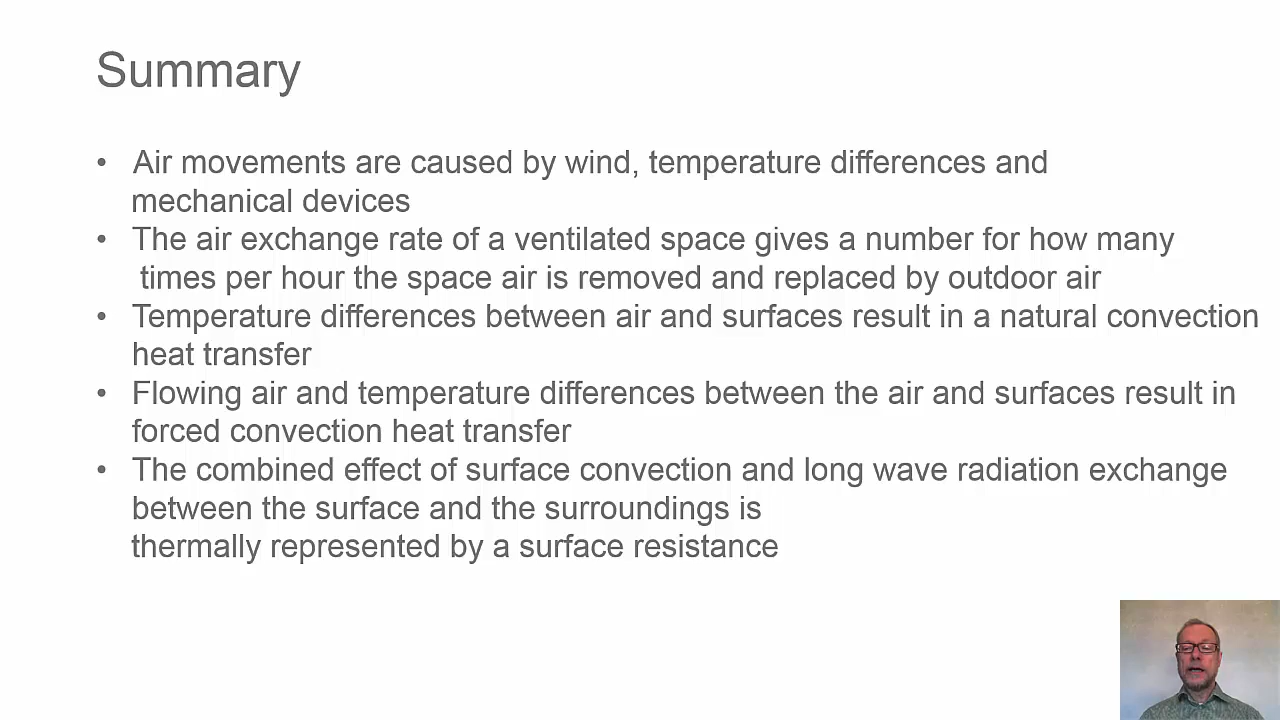 Summary
• Air movements are caused by wind, temperature differences and
mechanical devices
• The air exchange rate of a ventilated space gives a number for how many
times per hour the space air is removed and replaced by outdoor air
• Temperature differences between air and surfaces result in a natural convection
heat transfer
• Flowing air and temperature differences between the air and surfaces result in
forced convection heat transfer
• The combined effect of surface convection and long wave radiation exchange
between the surface and the surroundings is
thermally represented by a surface resistance